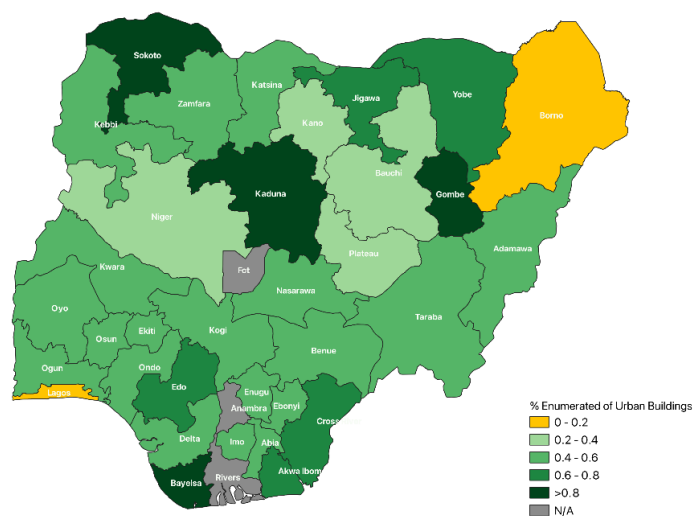 Sokoto
Katsina
Zamfara
Kebbi
Kano
Jigawa
Yobe
Borno
Bauchi
Gombe
Kaduna
Niger
Plateau
Adamawa
Fct
Kwara
Nasarawa
Taraba
Oyo
Kogi
Ekiti
Osun
Benue
Ogun
Ondo
Edo
Lagos
Enugu
Anambra
Ebonyi
Cross
Delta
Imo
Abia
Bayelsa
Rivers
Akwa Ibom
% Enumerated of Urban Buildings
0 - 0.2
0.2 - 0.4
0.4 - 0.6
0.6 - 0.8
>0.8
N/A